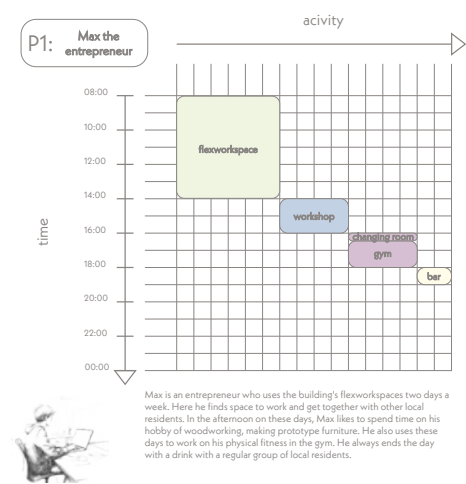 acivity
P1:
Max the
entrepreneur
08:00
10:00
12:00
14:00
16:00
18:00
20:00
22:00
00:00
time
flexworkspace
workshop
changing room
gym
bar
Max is an entrepreneur who uses the building's flexworkspaces two days a
week. Here he finds space to work and get together with other local
residents. In the afternoon on these days, Max likes to spend time on his
hobby of woodworking, making prototype furniture. He also uses these
days to work on his physical fitness in the gym. He always ends the day
with a drink with a regular group of local residents.